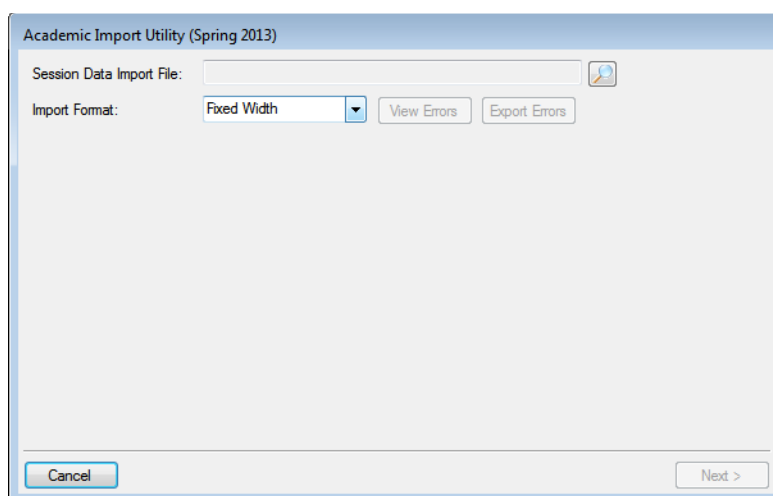 Academic Import Utility (Spring 2013)
Session Data Import File:
Import Format: Fixed Width View Errors Export Errors
Cancel Next >